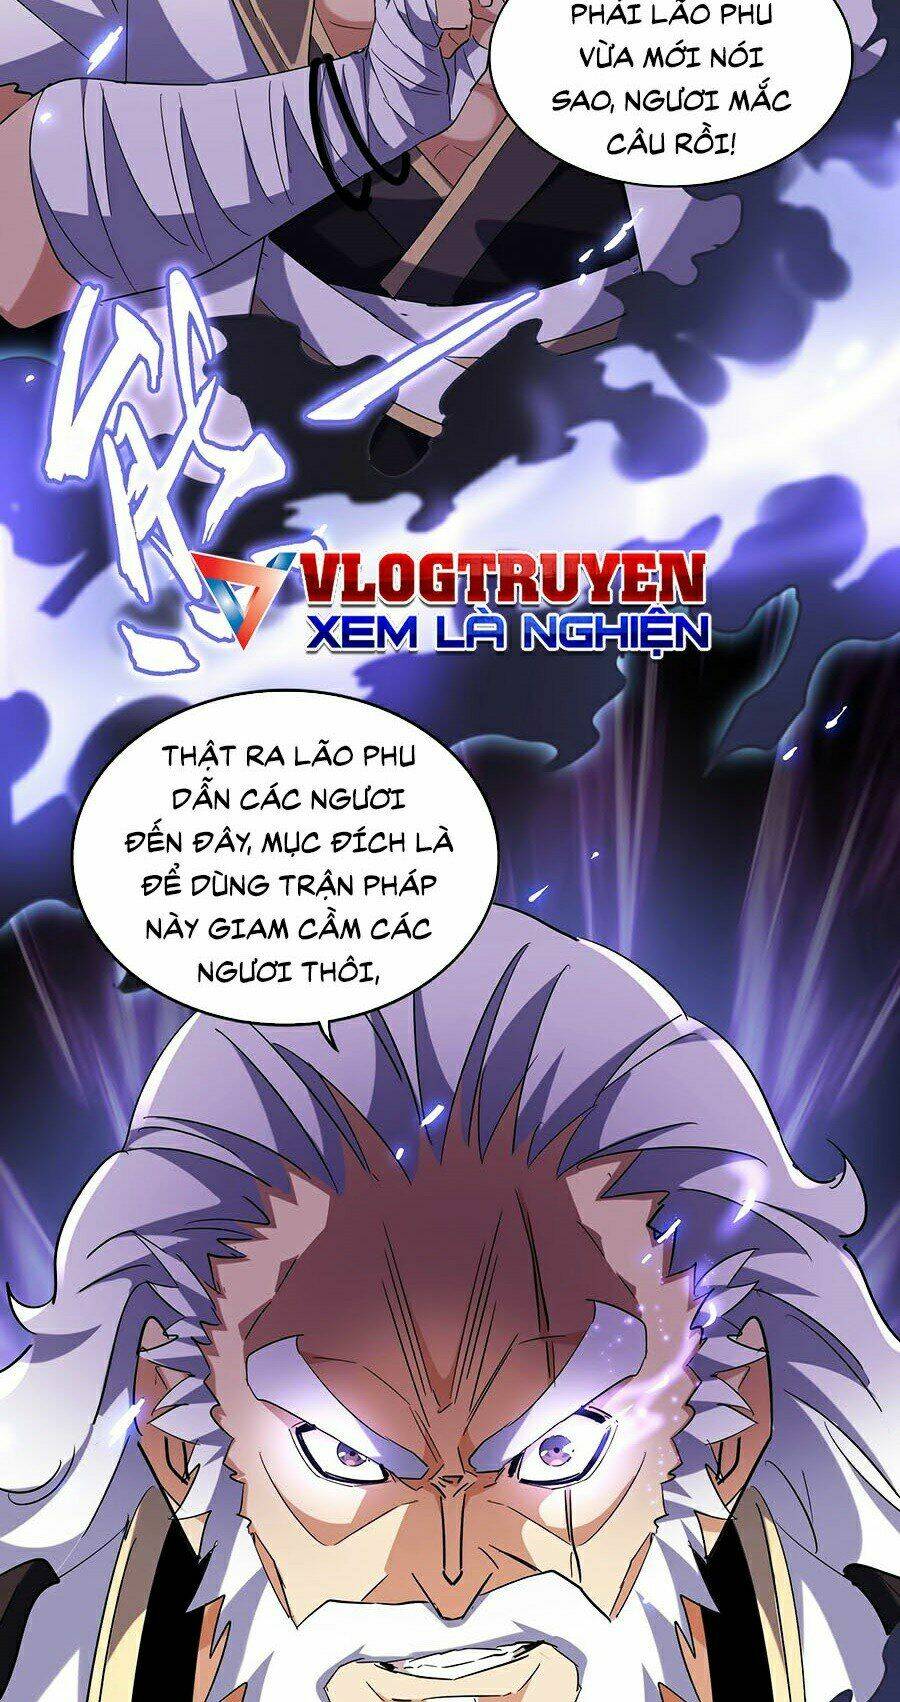 PHẢI LÃO PHU
VỪA MỚI NÓI
SAO, NGƯƠI MẮC
CÂU RỒI!
VLOGTRUYEN
XEM LÀ NGHIỆN
THẬT RA LÃO PHU
DẪN CÁC NGƯƠI
ĐẾN ĐÂY, MỤC ĐÍCH LÀ
ĐỂ DÙNG TRẬN PHÁP
NÀY GIAM CẦM CÁC
NGƯƠI THÔI,